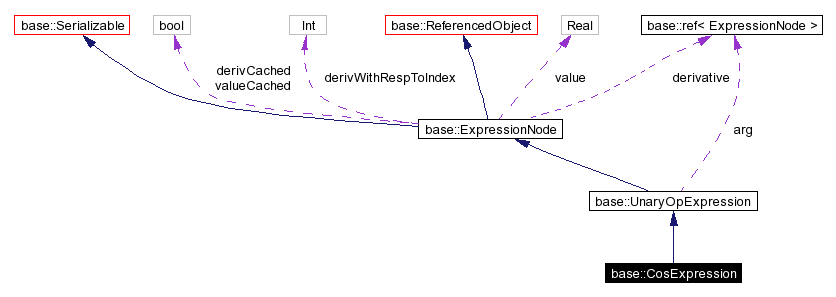 base::Serializable
bool
Int
base::ReferencedObject
Real
base::ref< ExpressionNode >
derivCached
valueCached
derivWithRespToIndex
value
derivative
base::ExpressionNode
arg
base::UnaryOpExpression
base::CosExpression